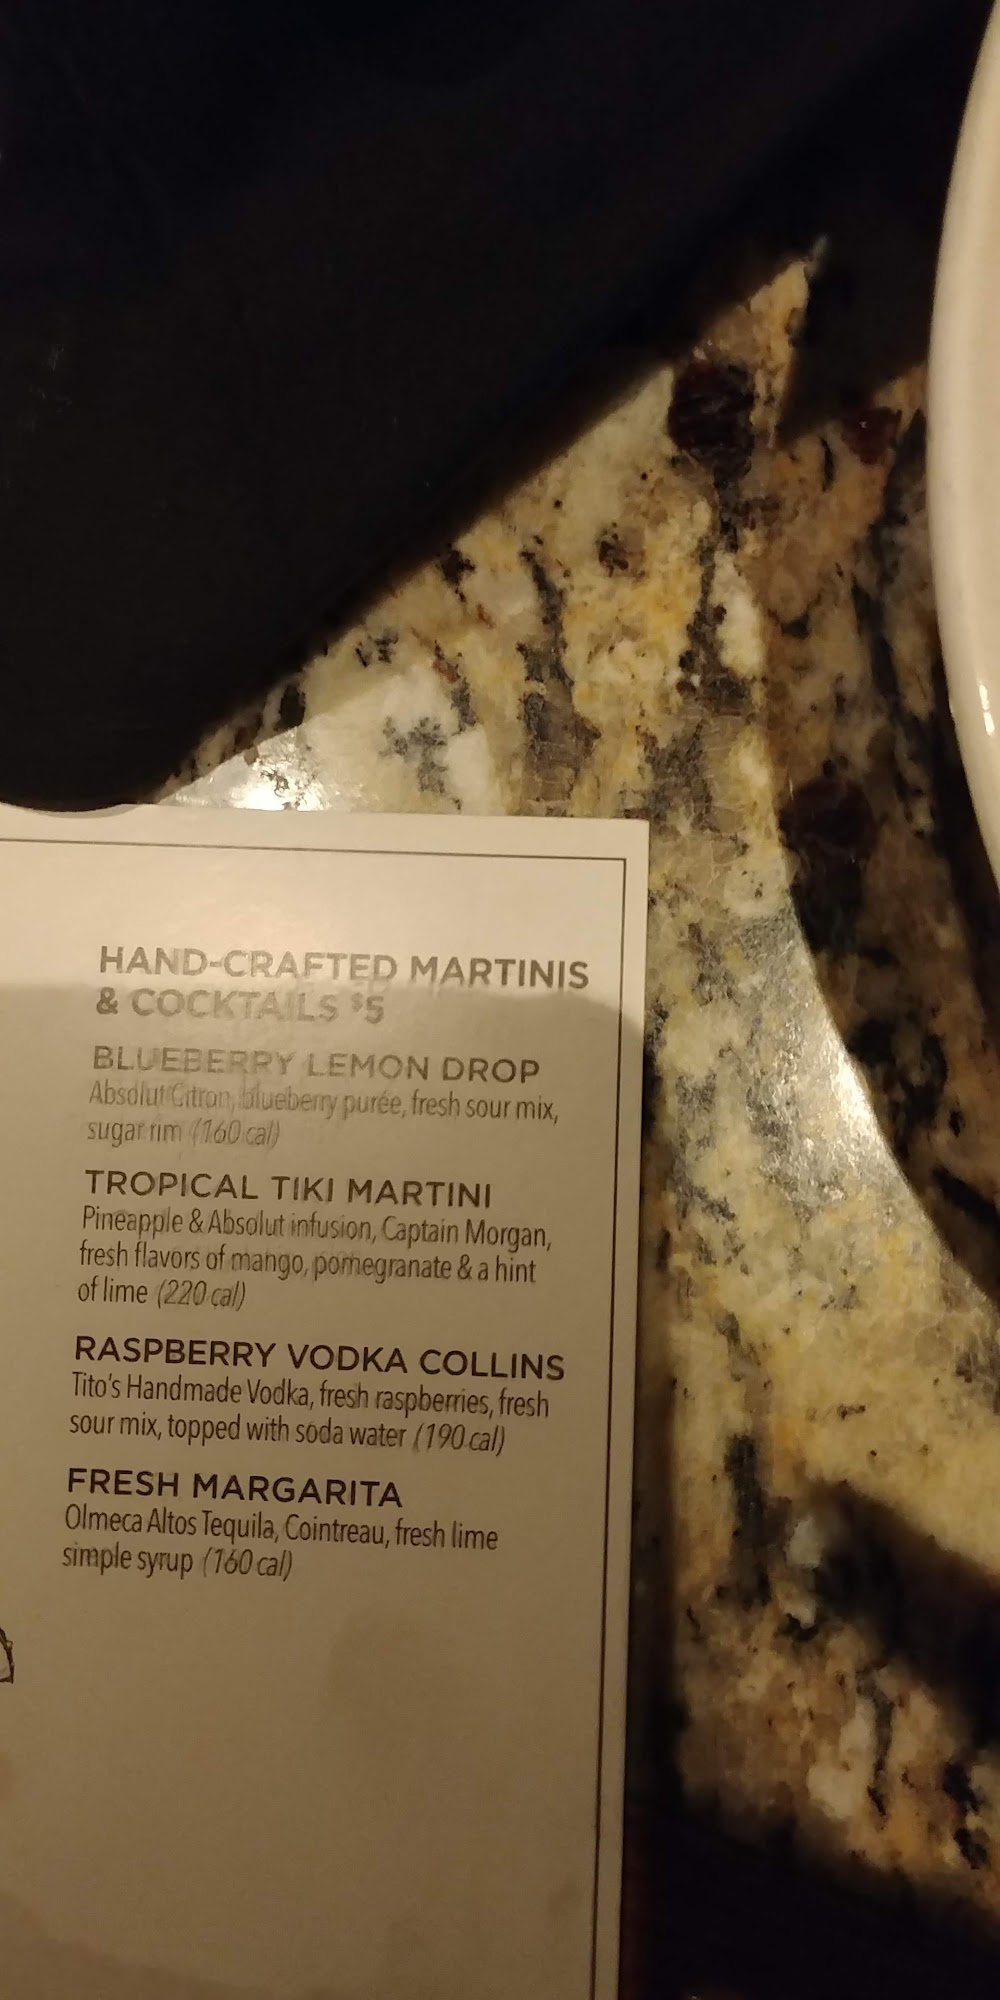 HAND-CRAFTED MARTINIS
& COCKTAILS $5
BLUEBERRY LEMON DROP
Absolut Citron, blueberry purée, fresh sour mix,
sugar rim (160 cal)
TROPICAL TIKI MARTINI
Pineapple & Absolut infusion, Captain Morgan,
fresh flavors of mango, pomegranate & a hint
of lime (220 cal)
RASPBERRY VODKA COLLINS
Tito's Handmade Vodka, fresh raspberries, fresh
sour mix, topped with soda water (190 cal)
FRESH MARGARITA
Olmeca Altos Tequila, Cointreau, fresh lime
simple syrup (160 cal)